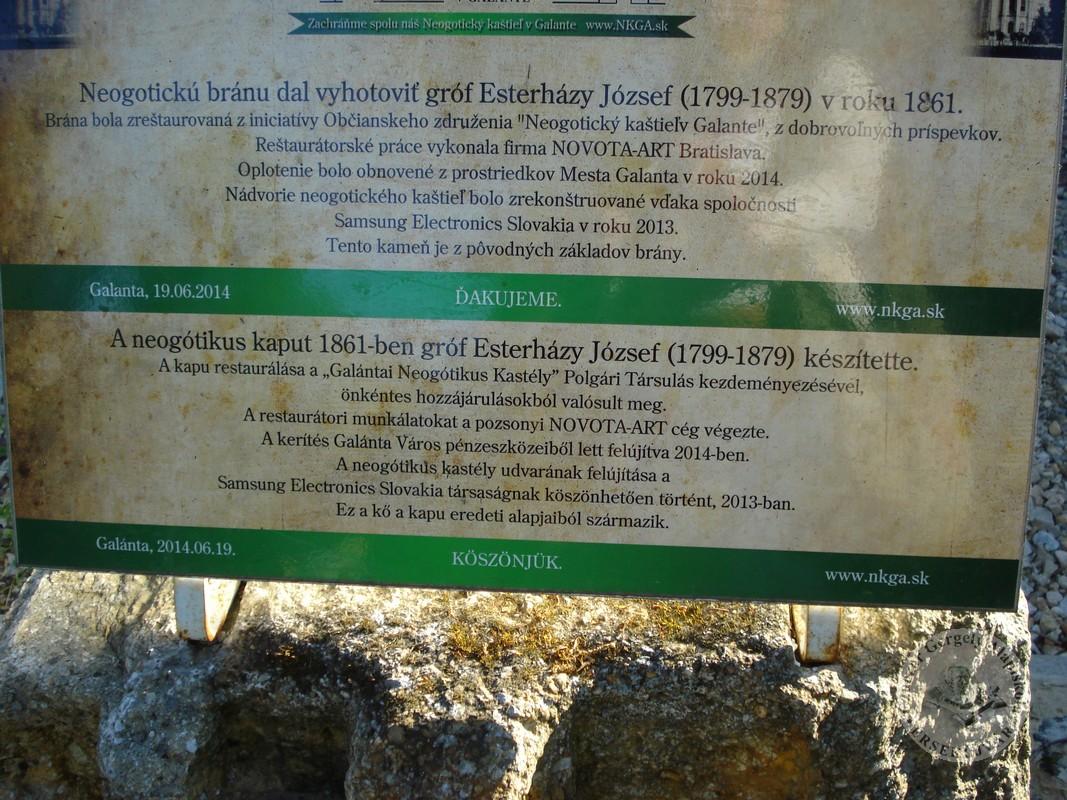 GALANTE
Zachráňme spolu náš Neogotický kaštieľ v Galante www.NKGA.sk
Neogotickú bránu dal vyhotoviť gróf Esterházy József (1799-1879) v roku 1861.
Brána bola zreštaurovaná z iniciatívy Občianskeho združenia "Neogotický kaštieľv Galante", z dobrovoľných príspevkov.
Reštaurátorské práce vykonala firma NOVOTA-ART Bratislava.
Oplotenie bolo obnovené z prostriedkov Mesta Galanta v roku 2014.
Nádvorie neogotického kaštieľ bolo zrekonštruované vďaka spoločnosti
Samsung Electronics Slovakia v roku 2013.
Tento kameň je z pôvodných základov brány.
Galanta, 19.06.2014 ĎAKUJEME. www.nkga.sk
A neogótikus kaput 1861-ben gróf Esterházy József (1799-1879) készítette.
A kapu restaurálása a „Galántai Neogótikus Kastély” Polgári Társulás kezdeményezésével,
önkéntes hozzájárulásokból valósult meg.
A restaurátori munkálatokat a pozsonyi NOVOTA-ART cég végezte.
A kerítés Galánta Város pénzeszközeiből lett felújítva 2014-ben.
A neogótikus kastély udvarának felújítása a
Samsung Electronics Slovakia társaságnak köszönhetően történt, 2013-ban.
Ez a kő a kapu eredeti alapjaiból származik.
Galánta, 2014.06.19. KÖSZÖNJÜK. www.nkga.sk